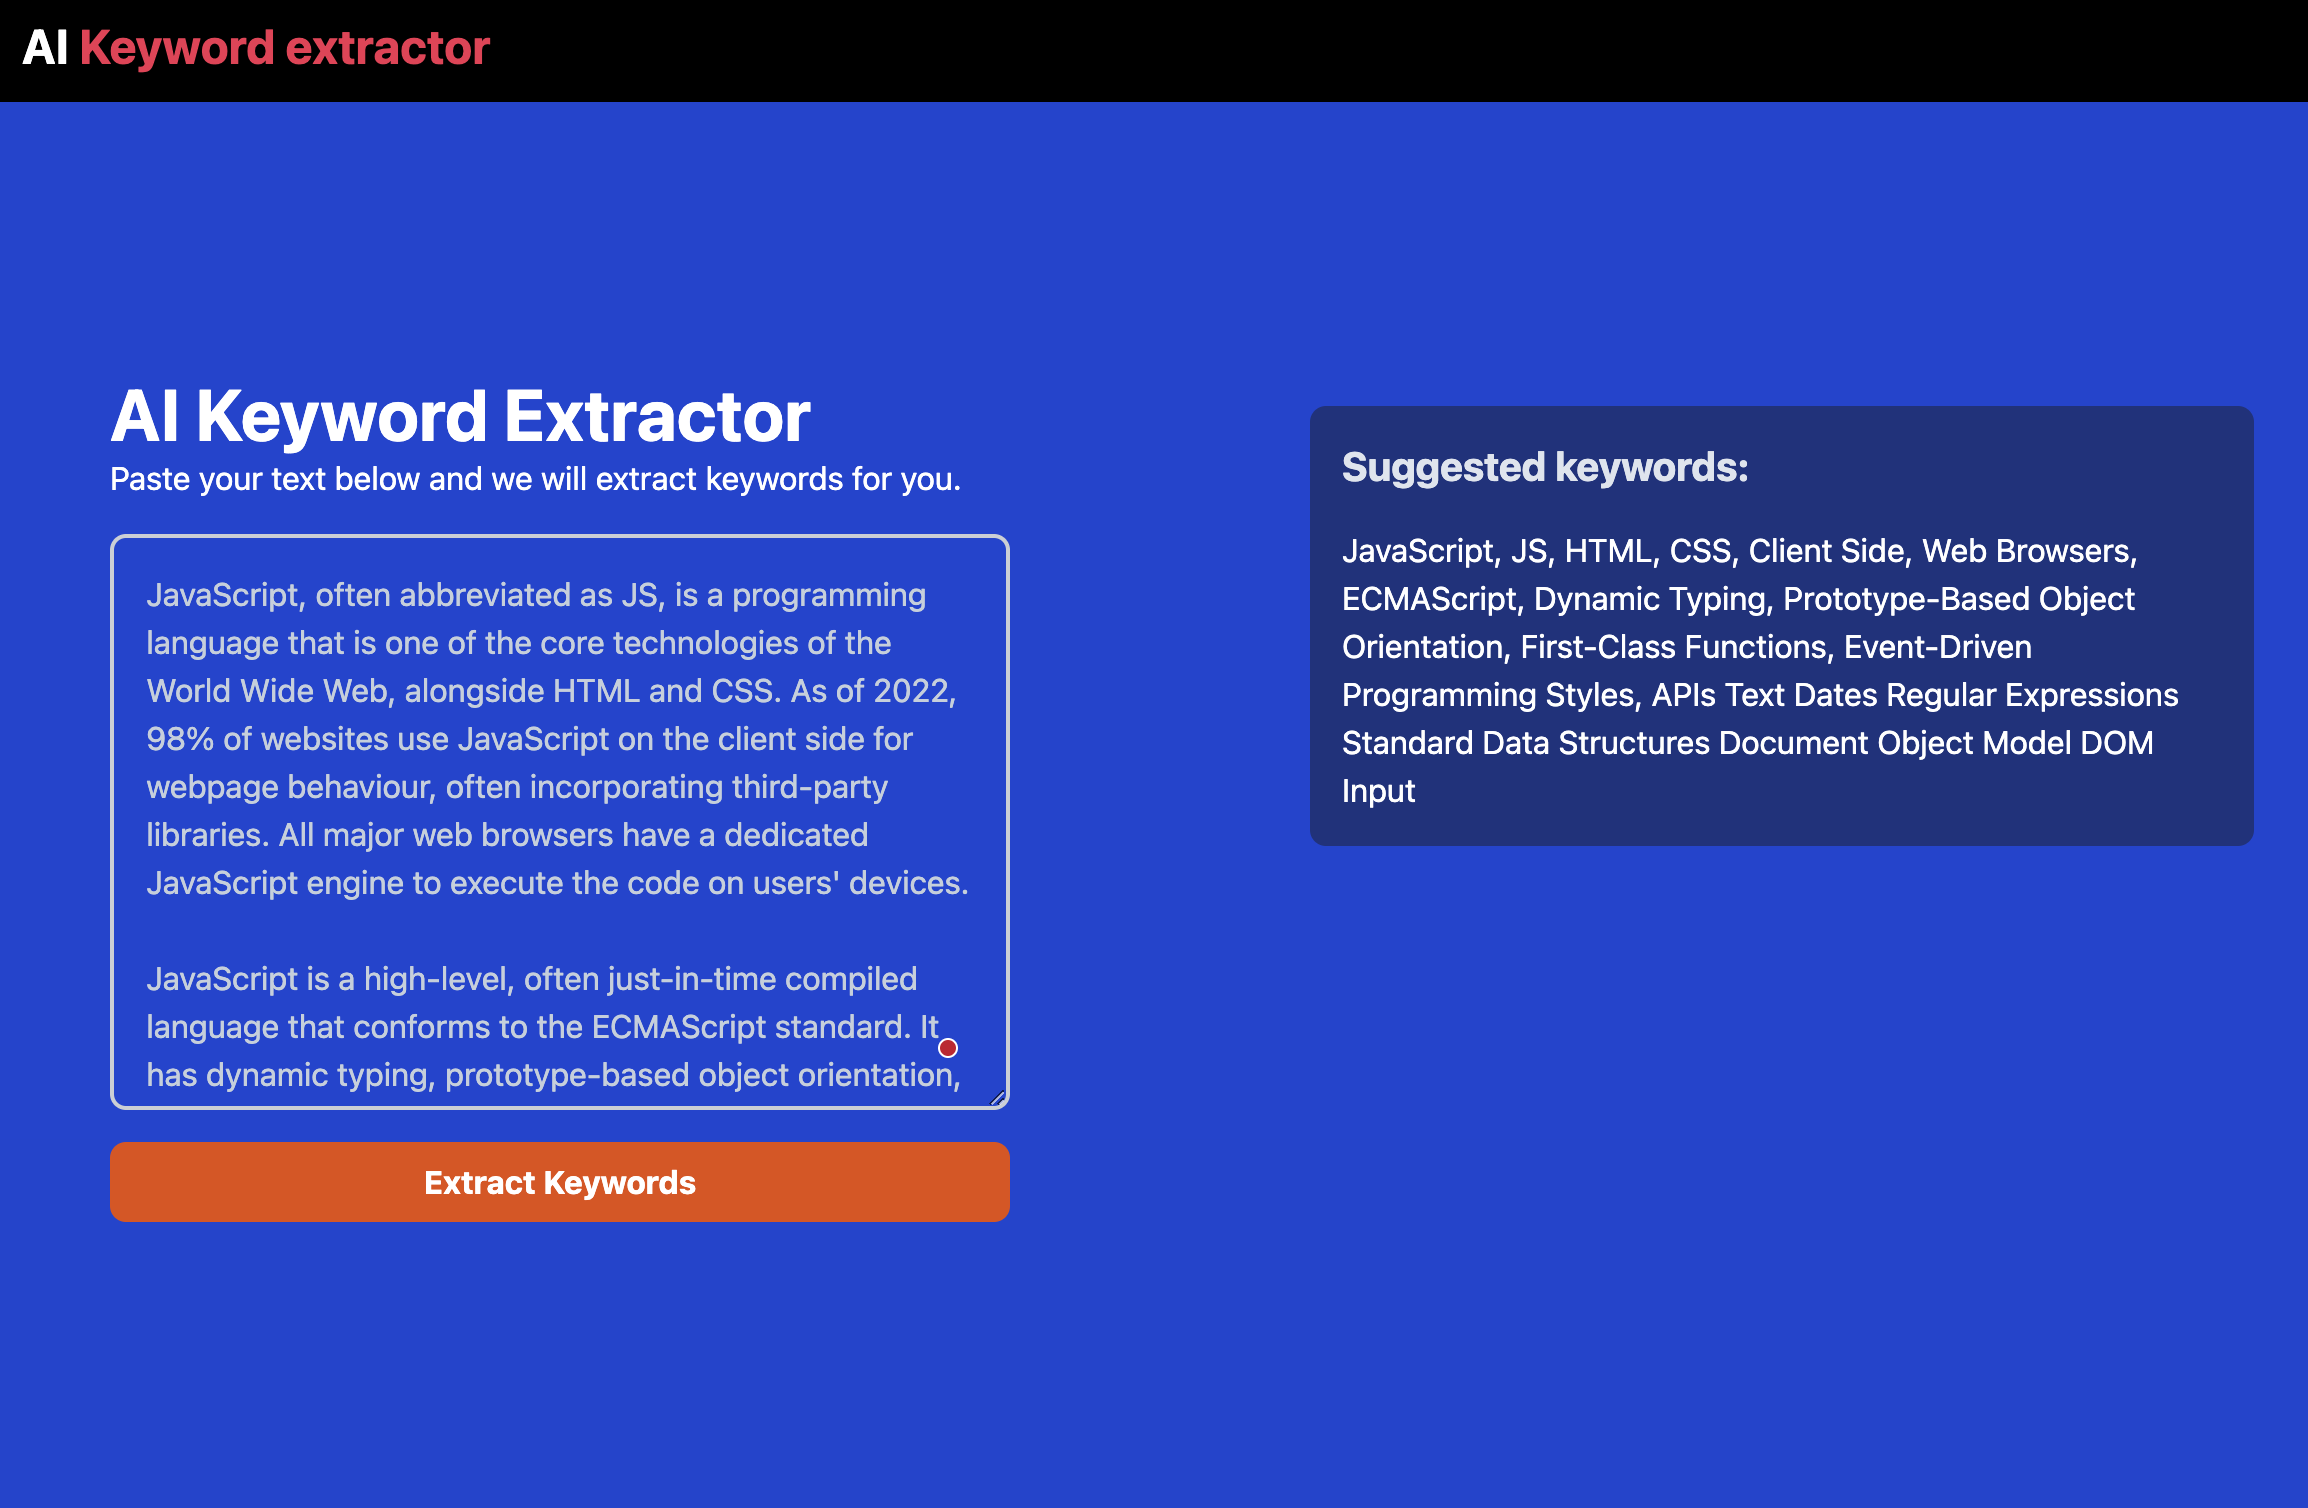 AI Keyword extractor
AI Keyword Extractor
Paste your text below and we will extract keywords for you.
JavaScript, often abbreviated as JS, is a programming
language that is one of the core technologies of the
World Wide Web, alongside HTML and CSS. As of 2022,
98% of websites use JavaScript on the client side for
webpage behaviour, often incorporating third-party
libraries. All major web browsers have a dedicated
JavaScript engine to execute the code on users' devices.
JavaScript is a high-level, often just-in-time compiled
language that conforms to the ECMAScript standard. It
has dynamic typing, prototype-based object orientation,
Extract Keywords
Suggested keywords:
JavaScript, JS, HTML, CSS, Client Side, Web Browsers,
ECMAScript, Dynamic Typing, Prototype-Based Object
Orientation, First-Class Functions, Event-Driven
Programming Styles, APIs Text Dates Regular Expressions
Standard Data Structures Document Object Model DOM
Input